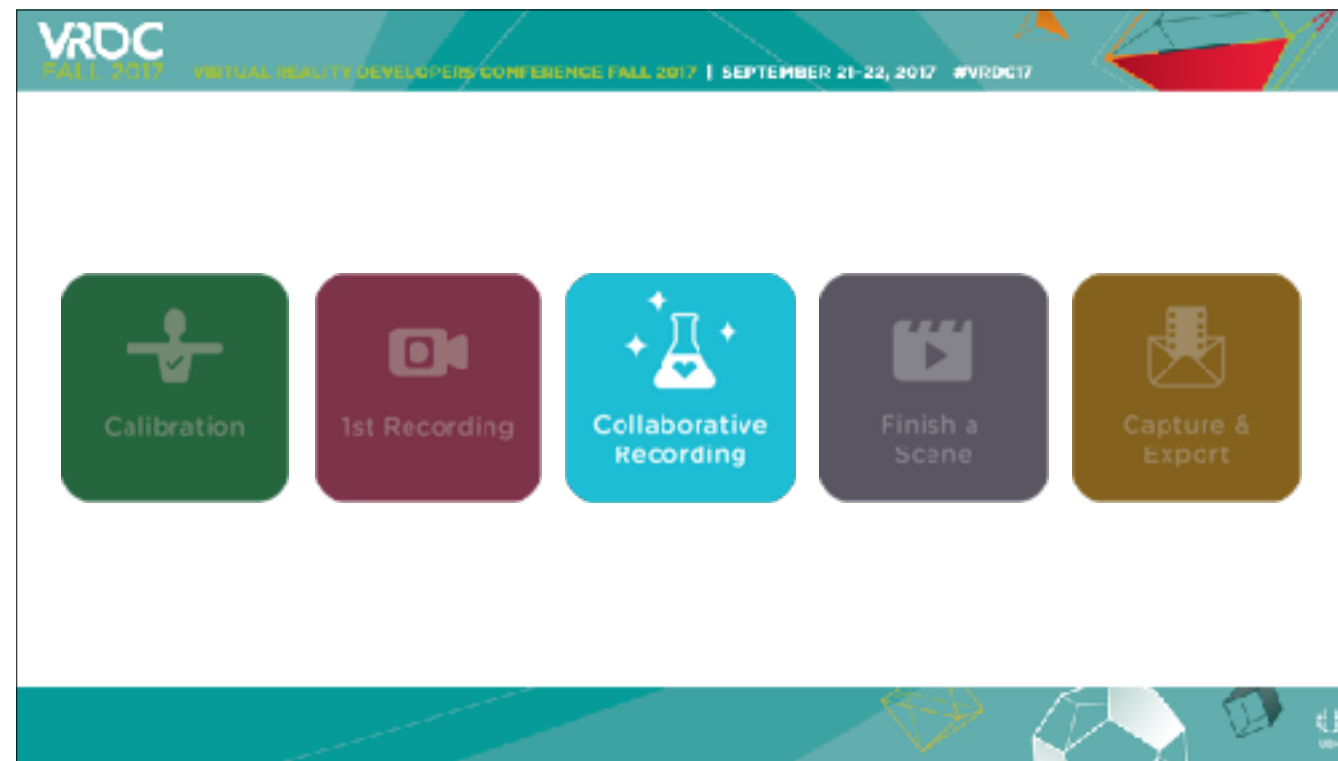 VRDC
FALL 2017
VIRTUAL REALITY DEVELOPERS CONFERENCE FALL 2017 | SEPTEMBER 21-22, 2017 #VRDC17
Calibration
1st Recording
Collaborative
Recording
Finish a
Scene
Capture &
Export